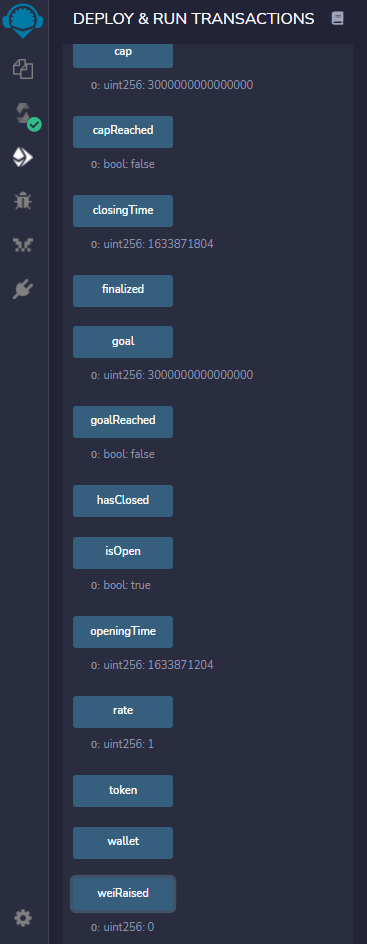 DEPLOY & RUN TRANSACTIONS
cap
0: uint256: 3000000000000000
capReached
0: bool: false
closingTime
0: uint256: 1633871804
finalized
goal
0: uint256: 3000000000000000
goalReached
0: bool: false
hasClosed
isOpen
0: bool: true
openingTime
0: uint256: 1633871204
rate
0: uint256: 1
token
wallet
weiRaised
0: uint256: 0